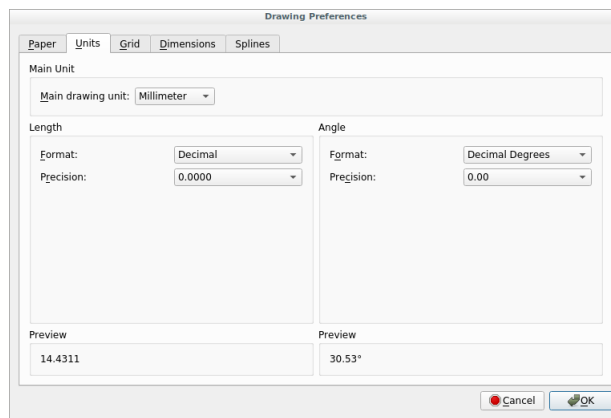 Drawing Preferences
Paper Units Grid Dimensions Splines
Main Unit
Main drawing unit: Millimeter
Length
Format: Decimal
Precision: 0.0000
Angle
Format: Decimal Degrees
Precision: 0.00
Preview
14.4311
Preview
30.53°
Cancel OK